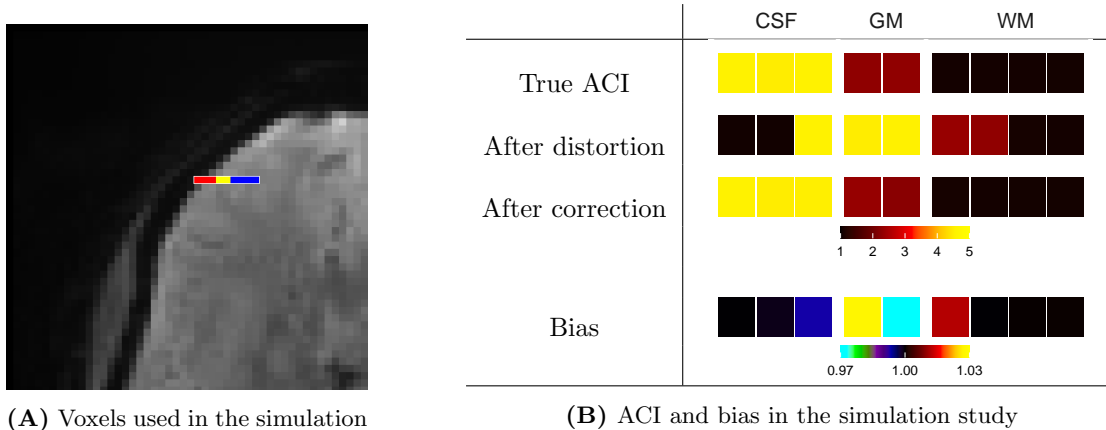 CSF GM WM
True ACI
After distortion
After correction
1 2 3 4 5
Bias
0.97 1.00 1.03
(A) Voxels used in the simulation
(B) ACI and bias in the simulation study